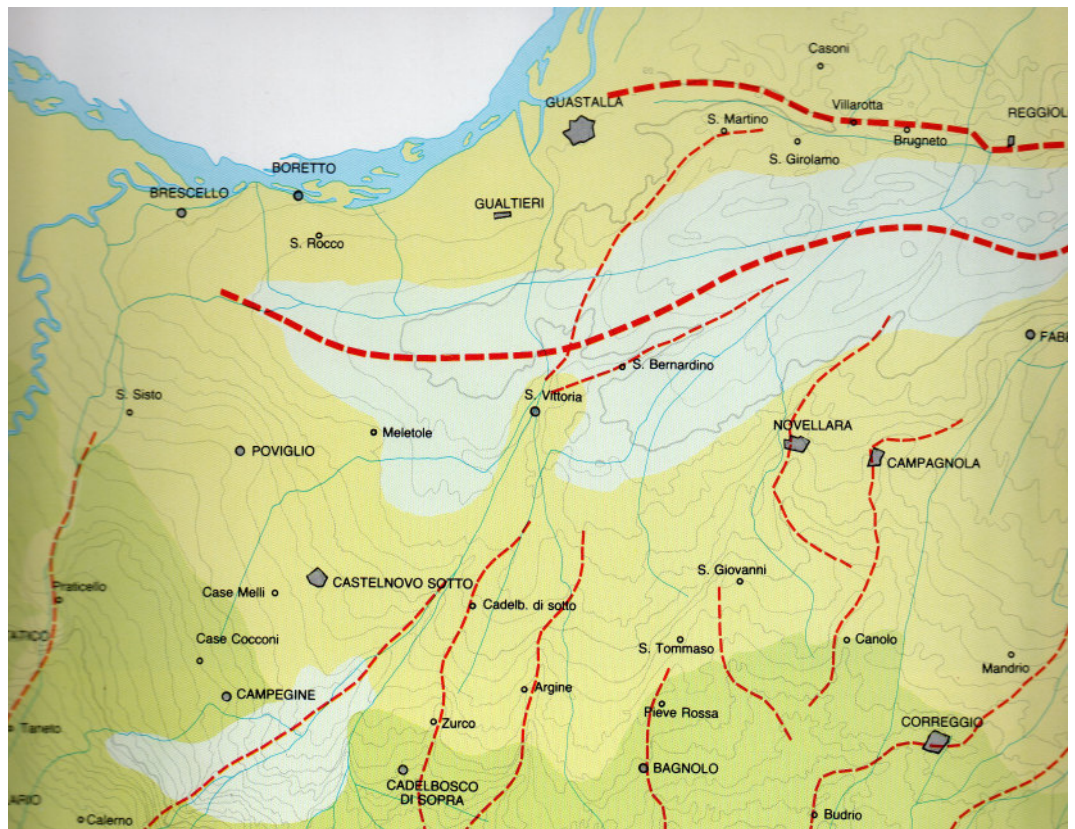 Casoni
GUASTALLA
Villarotta
S. Martino
REGGIOL
Brugneto
S. Girolamo
BORETTO
BRESCELLO
GUALTIERI
S. Rocco
FAB
S. Bernardino
S. Sisto
S. Vittoria
Meletole
NOVELLARA
POVIGLIO
CAMPAGNOLA
S. Giovanni
CASTELNOVO SOTTO
Praticello
Case Melli
Cadelb. di sotto
ATICO
Case Cocconi
S. Tommaso
Canolo
Mandrio
CAMPEGINE
Argine
Pieve Rossa
Taneto
Zurco
CORREGGIO
BAGNOLO
CADELBOSCO
DI SOPRA
ARIO
Calerno
Budrio